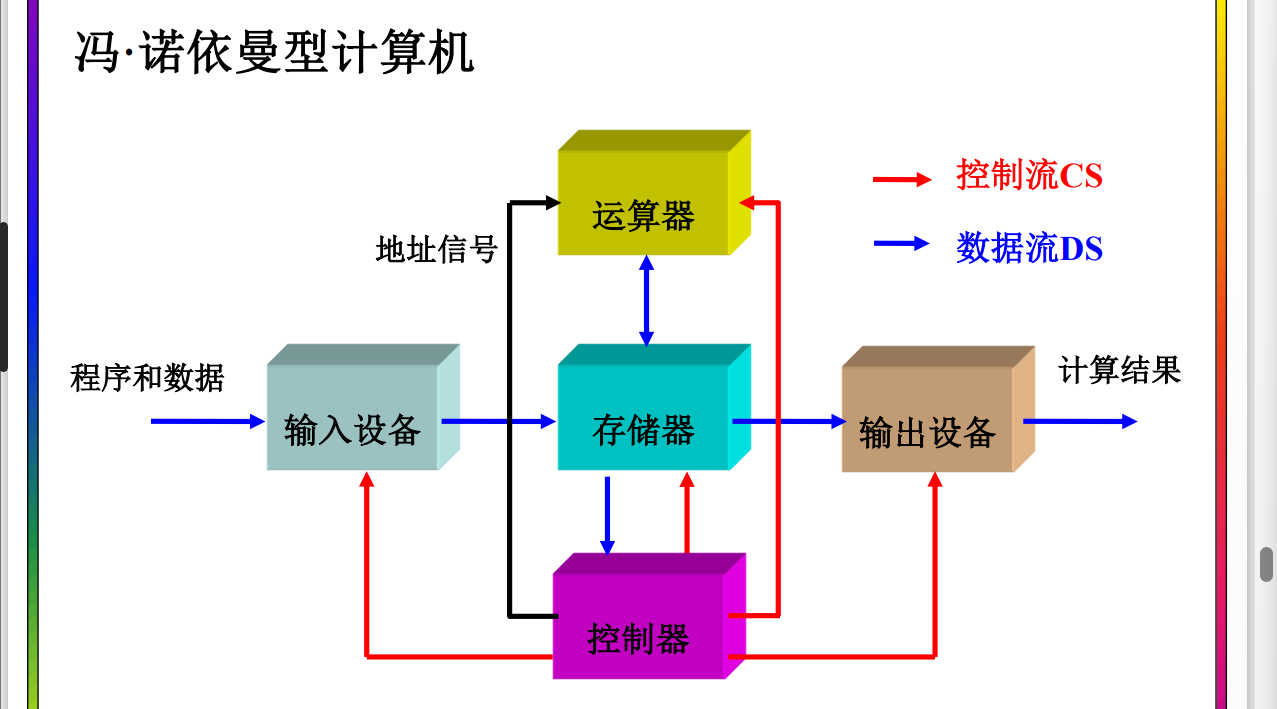 冯·诺依曼型计算机
控制流CS
运算器
地址信号
数据流DS
程序和数据
计算结果
输入设备
存储器
输出设备
控制器